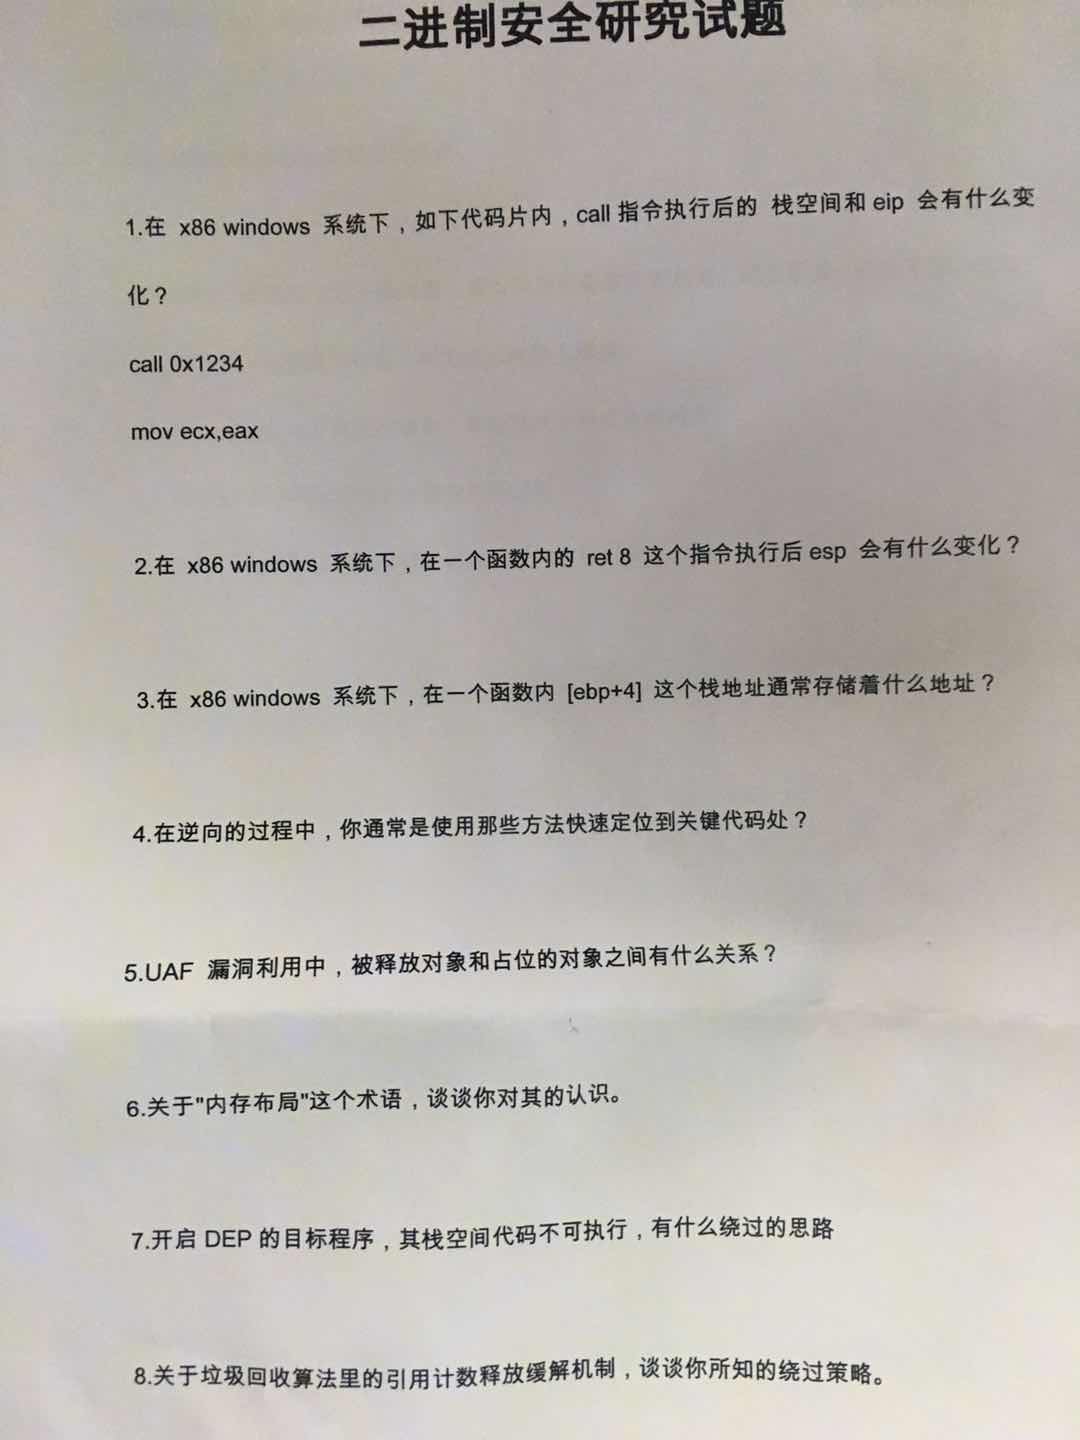 二进制安全研究试题
1.在 x86 windows 系统下，如下代码片内，call 指令执行后的 栈空间和 eip 会有什么变
化？
call 0x1234
mov ecx,eax
2.在 x86 windows 系统下，在一个函数内的 ret 8 这个指令执行后 esp 会有什么变化？
3.在 x86 windows 系统下，在一个函数内 [ebp+4] 这个栈地址通常存储着什么地址？
4.在逆向的过程中，你通常是使用那些方法快速定位到关键代码处？
5.UAF 漏洞利用中，被释放对象和占位的对象之间有什么关系？
6.关于"内存布局"这个术语，谈谈你对其的认识。
7.开启 DEP 的目标程序，其栈空间代码不可执行，有什么绕过的思路
8.关于垃圾回收算法里的引用计数释放缓解机制，谈谈你所知的绕过策略。